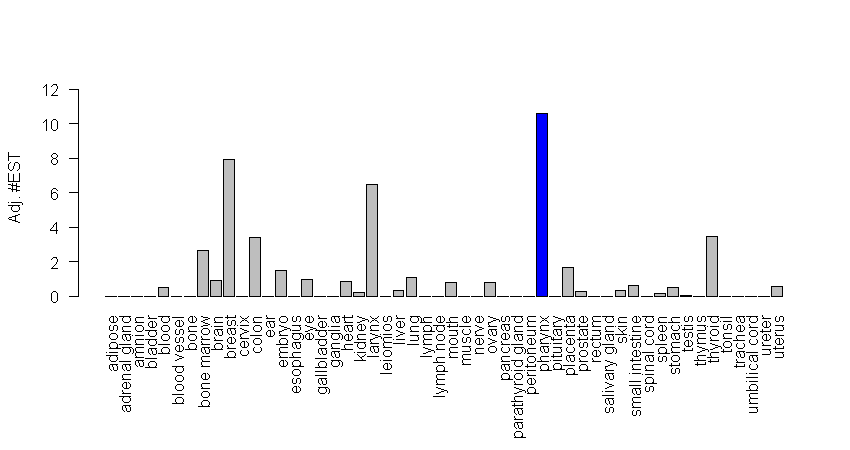 12
10
8
6
4
2
0
Adj. #EST
adipose
adrenal gland
amnion
bladder
blood
blood vessel
bone
bone marrow
brain
breast
cervix
colon
ear
embryo
esophagus
eye
gallbladder
ganglia
heart
kidney
larynx
leiomios
liver
lung
lymph
lymph node
mouth
muscle
nerve
ovary
pancreas
parathyroid gland
peritoneum
pharynx
pituitary
placenta
prostate
rectum
salivary gland
skin
small intestine
spinal cord
spleen
stomach
testis
thymus
thyroid
tonsil
trachea
umbilical cord
ureter
uterus